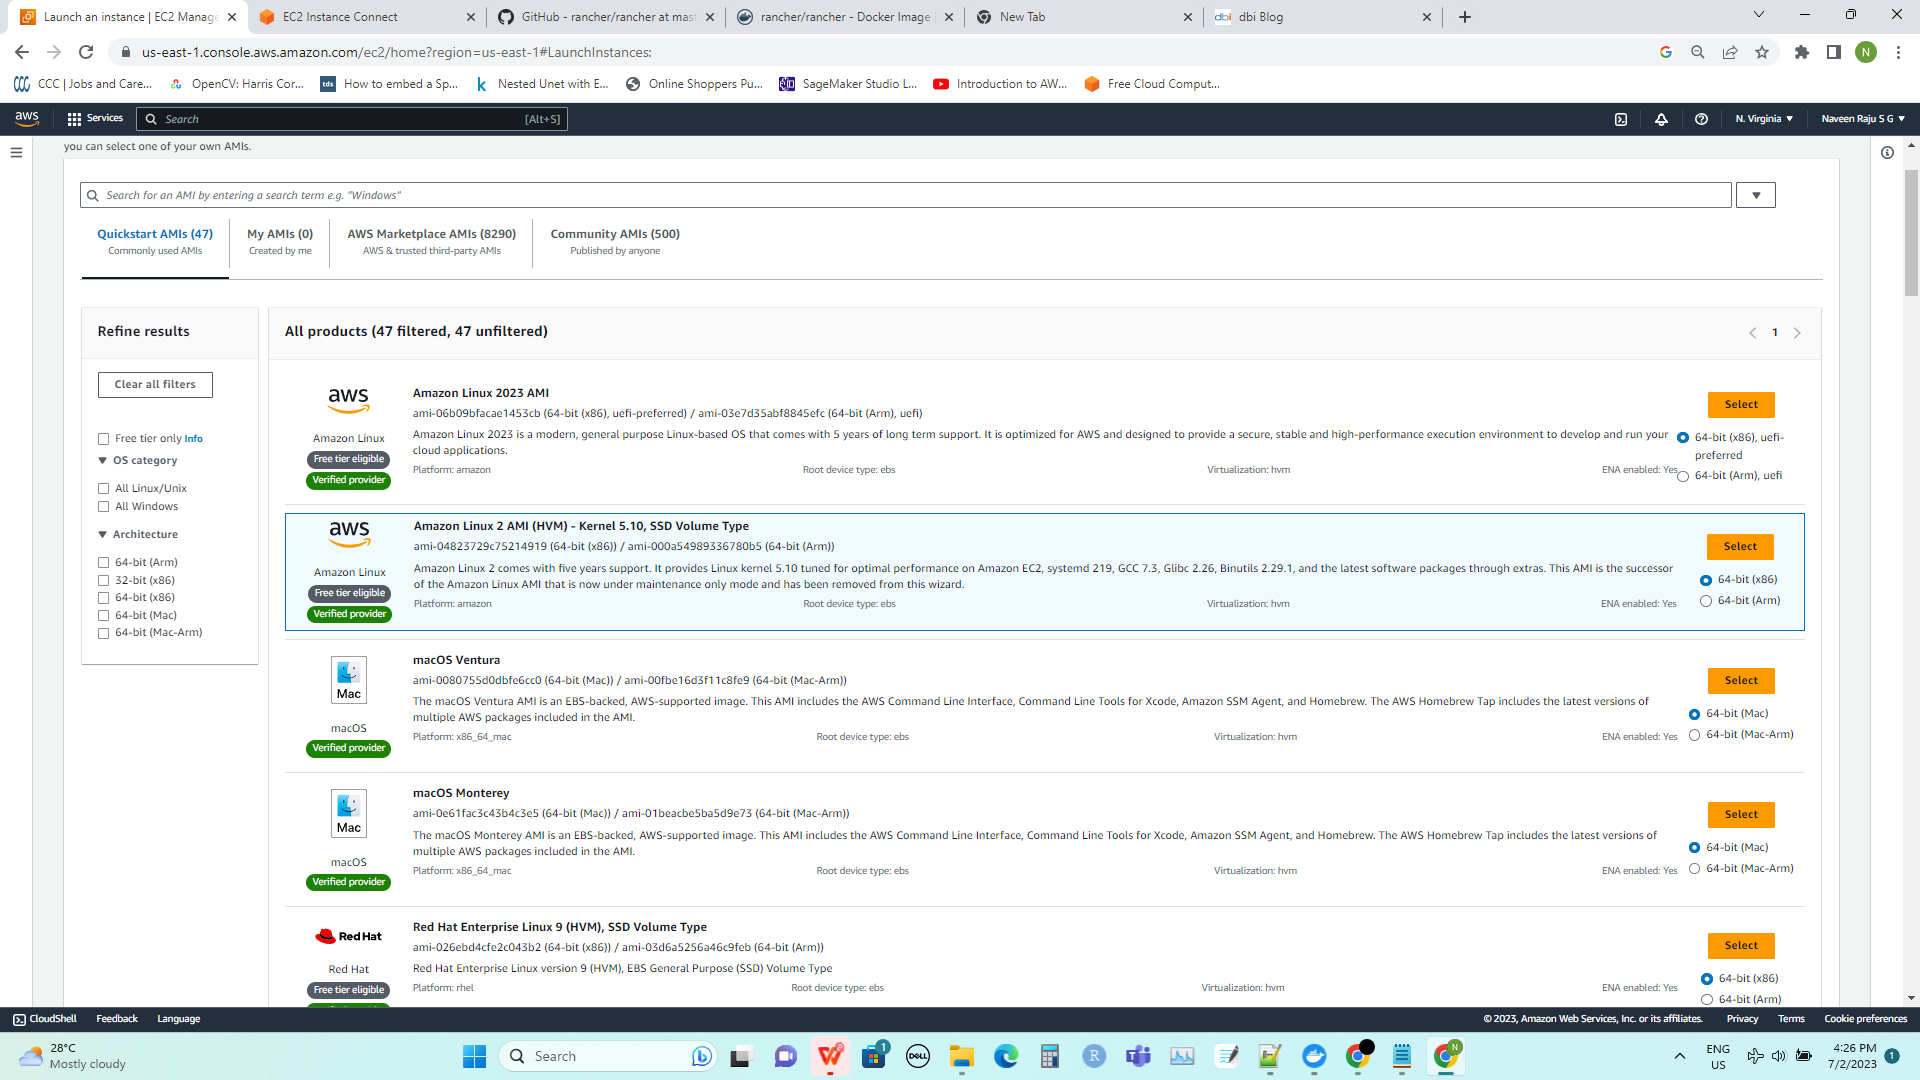 Launch an instance | EC2 Manage
EC2 Instance Connect
GitHub - rancher/rancher at mast
rancher/rancher - Docker Image
New Tab
dbi
dbi Blog
us-east-1.console.aws.amazon.com/ec2/home?region=us-east-1#LaunchInstances:
N
CCC | Jobs and Care...
OpenCV: Harris Cor...
tds
How to embed a Sp...
k
Nested Unet with E...
Online Shoppers Pu...
SageMaker Studio L...
Introduction to AW...
Free Cloud Comput...
aws
Services
Search
[Alt+S]
N. Virginia
Naveen Raju S G
you can select one of your own AMIs.
Search for an AMI by entering a search term e.g. "Windows"
Quickstart AMIs (47)
Commonly used AMIs
My AMIs (0)
Created by me
AWS Marketplace AMIs (8290)
AWS & trusted third-party AMIs
Community AMIs (500)
Published by anyone
Refine results
Clear all filters
Free tier only Info
OS category
All Linux/Unix
All Windows
Architecture
64-bit (Arm)
32-bit (x86)
64-bit (x86)
64-bit (Mac)
64-bit (Mac-Arm)
All products (47 filtered, 47 unfiltered)
1
aws
Amazon Linux
Free tier eligible
Verified provider
Amazon Linux 2023 AMI
ami-06b09bfacae1453cb (64-bit (x86), uefi-preferred) / ami-03e7d35abf8845efc (64-bit (Arm), uefi)
Amazon Linux 2023 is a modern, general purpose Linux-based OS that comes with 5 years of long term support. It is optimized for AWS and designed to provide a secure, stable and high-performance execution environment to develop and run your
cloud applications.
Platform: amazon
Root device type: ebs
Virtualization: hvm
ENA enabled: Yes
Select
64-bit (x86), uefi-
preferred
64-bit (Arm), uefi
aws
Amazon Linux
Free tier eligible
Verified provider
Amazon Linux 2 AMI (HVM) - Kernel 5.10, SSD Volume Type
ami-04823729c75214919 (64-bit (x86)) / ami-000a54989336780b5 (64-bit (Arm))
Amazon Linux 2 comes with five years support. It provides Linux kernel 5.10 tuned for optimal performance on Amazon EC2, systemd 219, GCC 7.3, Glibc 2.26, Binutils 2.29.1, and the latest software packages through extras. This AMI is the successor
of the Amazon Linux AMI that is now under maintenance only mode and has been removed from this wizard.
Platform: amazon
Root device type: ebs
Virtualization: hvm
ENA enabled: Yes
Select
64-bit (x86)
64-bit (Arm)
Mac
macOS
Verified provider
macOS Ventura
ami-0080755d0dbfe6cc0 (64-bit (Mac)) / ami-00fbe16d3f11c8fe9 (64-bit (Mac-Arm))
The macOS Ventura AMI is an EBS-backed, AWS-supported image. This AMI includes the AWS Command Line Interface, Command Line Tools for Xcode, Amazon SSM Agent, and Homebrew. The AWS Homebrew Tap includes the latest versions of
multiple AWS packages included in the AMI.
Platform: x86_64_mac
Root device type: ebs
Virtualization: hvm
ENA enabled: Yes
Select
64-bit (Mac)
64-bit (Mac-Arm)
Mac
macOS
Verified provider
macOS Monterey
ami-0e61fac3c43b4c3e5 (64-bit (Mac)) / ami-01beacbe5ba5d9e73 (64-bit (Mac-Arm))
The macOS Monterey AMI is an EBS-backed, AWS-supported image. This AMI includes the AWS Command Line Interface, Command Line Tools for Xcode, Amazon SSM Agent, and Homebrew. The AWS Homebrew Tap includes the latest versions of
multiple AWS packages included in the AMI.
Platform: x86_64_mac
Root device type: ebs
Virtualization: hvm
ENA enabled: Yes
Select
64-bit (Mac)
64-bit (Mac-Arm)
Red Hat
Red Hat
Free tier eligible
Red Hat Enterprise Linux 9 (HVM), SSD Volume Type
ami-026ebd4cfe2c043b2 (64-bit (x86)) / ami-03d6a5256a46c9feb (64-bit (Arm))
Red Hat Enterprise Linux version 9 (HVM), EBS General Purpose (SSD) Volume Type
Platform: rhel
Root device type: ebs
Virtualization: hvm
ENA enabled: Yes
Select
64-bit (x86)
64-bit (Arm)
CloudShell
Feedback
Language
© 2023, Amazon Web Services, Inc. or its affiliates.
Privacy
Terms
Cookie preferences
28°C
Mostly cloudy
Search
1
DELL
R
N
ENG
US
4:26 PM
7/2/2023
1